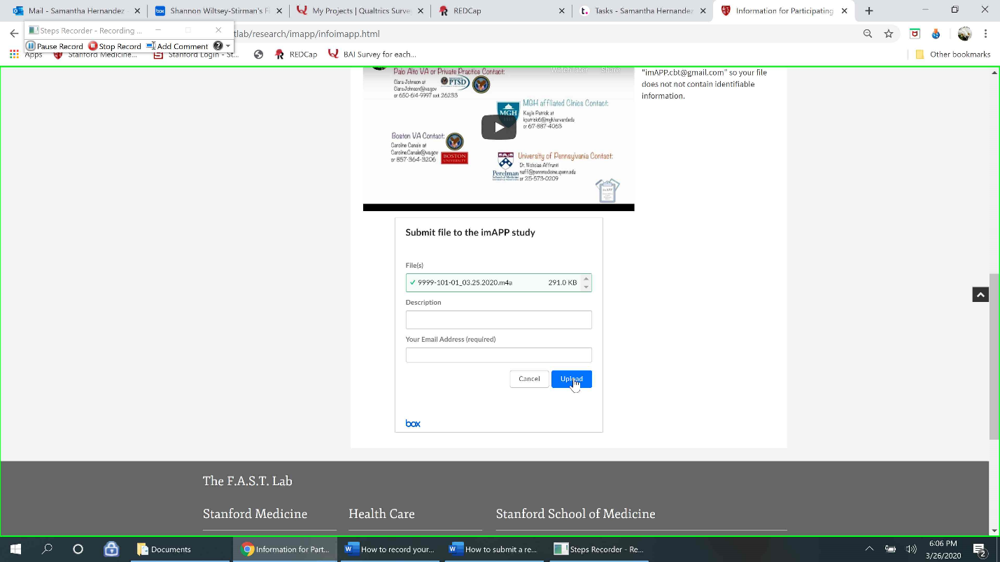 Mail - Samantha Hernandez -
Shannon Wiltsey-Stirman's Fi
My Projects | Qualtrics Surve
REDCap
Tasks - Samantha Hernandez
Information for Participating
Steps Recorder - Recording ...
tlab/research/imapp/infoimapp.html
Pause Record
Stop Record
Add Comment
Apps
Stanford Medicine...
Stanford Login - St...
REDCap
BAI Survey for each...
Other bookmarks
Palo Alto VA or Private Practice Contact:
Clara Johnson at
Clara.Johnson@va.gov
or 650-614-9997 ext. 26233
PTSD
Watch later
Share
MGH affiliated Clinics Contact:
Kayle Patrick at
kpatrick6@mgh.harvard.edu
or 67-887-4063
MGH
Boston VA Contact:
Caroline Canale at
Caroline.Canale@va.gov
or 857-364-3206
BOSTON
UNIVERSITY
University of Pennsylvania Contact:
Dr. Nicholas Affrunti
naff@pennmedicine.upenn.edu
or 215-573-0209
Perelman
School of Medicine
imAPP
"imAPP.cbt@gmail.com" so your file
does not not contain identifiable
information.
Submit file to the imAPP study
File(s)
9999-101-01_03.25.2020.m4a 291.0 KB
Description
Your Email Address (required)
Cancel
Upload
box
The F.A.S.T. Lab
Stanford Medicine
Health Care
Stanford School of Medicine
Documents
Information for Part...
How to record your...
How to submit a re...
Steps Recorder - Re...
6:06 PM
3/26/2020
2